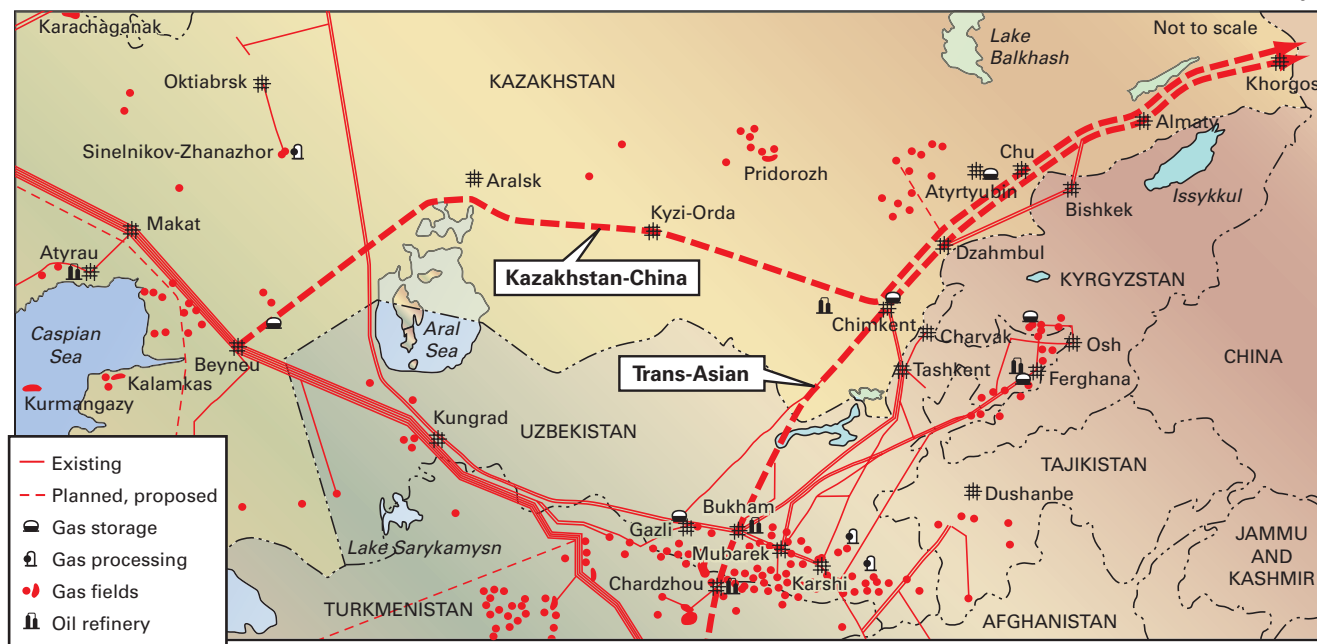 Karachaganak
Oktiabrsk
KAZAKHSTAN
Lake
Balkhash
Not to scale
Khorgos
Almaty
Sinelnikov-Zhanazhor
Aralsk
Pridorozh
Chu
Atyrtyubin
Issykkul
Bishkek
Makat
Kyzi-Orda
Atyrau
Dzahmbul
Kazakhstan-China
KYRGYZSTAN
Caspian
Sea
Aral
Sea
Chimkent
Charvak
Osh
CHINA
Beyneu
Trans-Asian
Tashkent
Ferghana
Kalamkas
Kurmangazy
Kungrad
UZBEKISTAN
TAJIKISTAN
Existing
Planned, proposed
Gas storage
Gas processing
Gas fields
Oil refinery
Dushanbe
Bukham
Gazli
Lake Sarykamysn
Mubarek
JAMMU
AND
KASHMIR
Chardzhou
Karshi
TURKMENISTAN
AFGHANISTAN